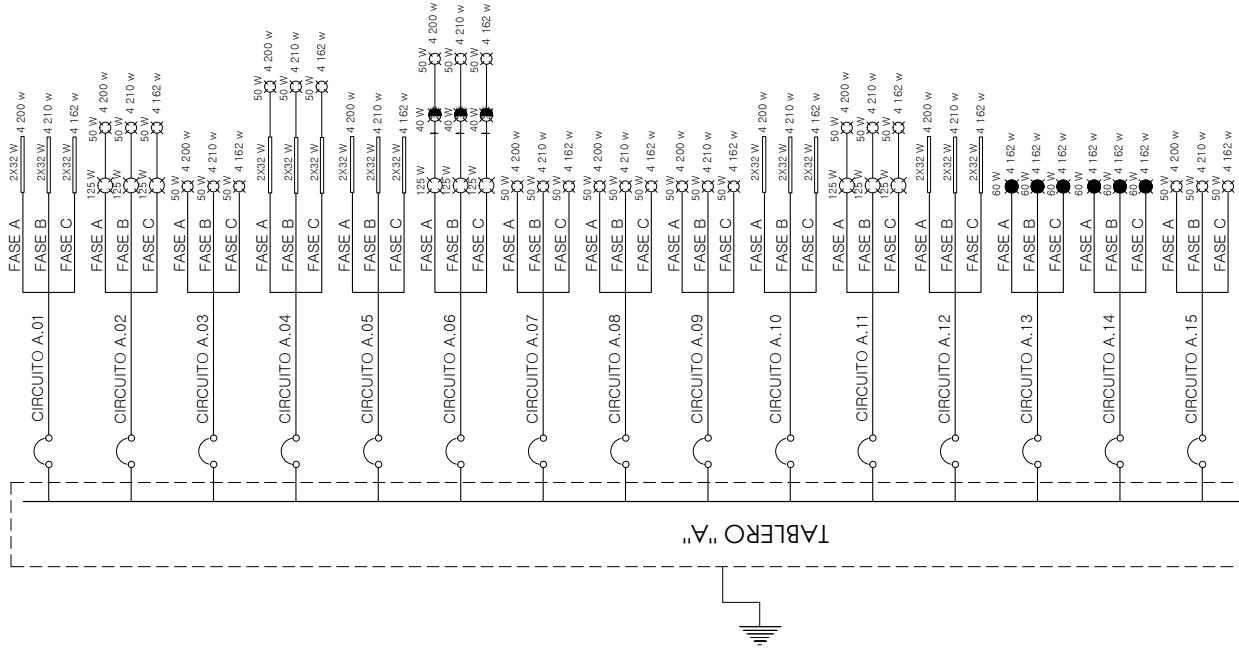 TABLERO "A"
CIRCUITO A.01
FASE A 2X32 W 4 200 w
FASE B 2X32 W 4 210 w
FASE C 2X32 W 4 162 w
CIRCUITO A.02
FASE A 125 W 50 W 4 200 w
FASE B 125 W 50 W 4 210 w
FASE C 125 W 50 W 4 162 w
CIRCUITO A.03
FASE A 50 W 4 200 w
FASE B 50 W 4 210 w
FASE C 50 W 4 162 w
CIRCUITO A.04
FASE A 2X32 W 50 W 4 200 w
FASE B 2X32 W 50 W 4 210 w
FASE C 2X32 W 50 W 4 162 w
CIRCUITO A.05
FASE A 2X32 W 4 200 w
FASE B 2X32 W 4 210 w
FASE C 2X32 W 4 162 w
CIRCUITO A.06
FASE A 125 W 40 W 50 W 4 200 w
FASE B 125 W 40 W 50 W 4 210 w
FASE C 125 W 40 W 50 W 4 162 w
CIRCUITO A.07
FASE A 50 W 4 200 w
FASE B 50 W 4 210 w
FASE C 50 W 4 162 w
CIRCUITO A.08
FASE A 50 W 4 200 w
FASE B 50 W 4 210 w
FASE C 50 W 4 162 w
CIRCUITO A.09
FASE A 50 W 4 200 w
FASE B 50 W 4 210 w
FASE C 50 W 4 162 w
CIRCUITO A.10
FASE A 2X32 W 4 200 w
FASE B 2X32 W 4 210 w
FASE C 2X32 W 4 162 w
CIRCUITO A.11
FASE A 125 W 50 W 4 200 w
FASE B 125 W 50 W 4 210 w
FASE C 125 W 50 W 4 162 w
CIRCUITO A.12
FASE A 2X32 W 4 200 w
FASE B 2X32 W 4 210 w
FASE C 2X32 W 4 162 w
CIRCUITO A.13
FASE A 60 W 4 162 w
FASE B 60 W 4 162 w
FASE C 60 W 4 162 w
CIRCUITO A.14
FASE A 60 W 4 162 w
FASE B 60 W 4 162 w
FASE C 60 W 4 162 w
CIRCUITO A.15
FASE A 50 W 4 200 w
FASE B 50 W 4 210 w
FASE C 50 W 4 162 w